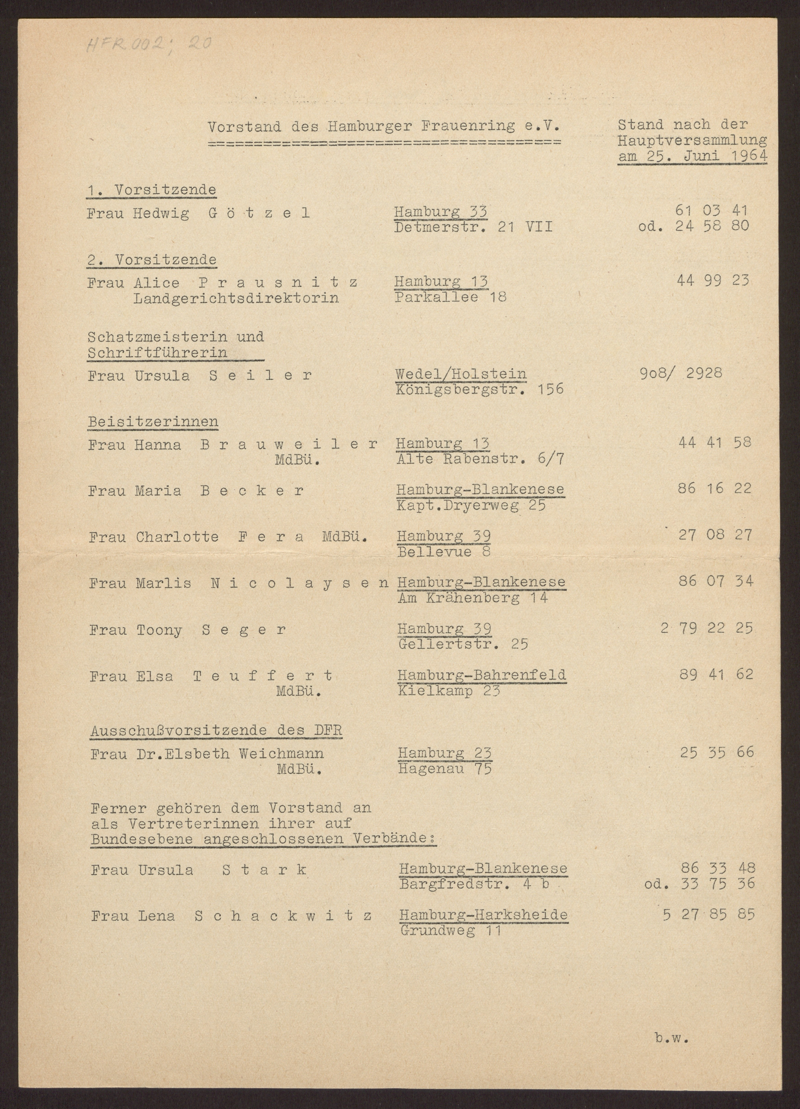 HFR 002; 20
Vorstand des Hamburger Frauenring e.V.
======================================
Stand nach der
Hauptversammlung
am 25. Juni 1964
1. Vorsitzende
Frau Hedwig G ö t z e l Hamburg 33 61 03 41
Detmerstr. 21 VII od. 24 58 80
2. Vorsitzende
Frau Alice P r a u s n i t z Hamburg 13 44 99 23
Landgerichtsdirektorin Parkallee 18
Schatzmeisterin und
Schriftführerin
Frau Ursula S e i l e r Wedel/Holstein 9o8/ 2928
Königsbergstr. 156
Beisitzerinnen
Frau Hanna B r a u w e i l e r Hamburg 13 44 41 58
MdBü. Alte Rabenstr. 6/7
Frau Maria B e c k e r Hamburg-Blankenese 86 16 22
Kapt.Dryerweg 25
Frau Charlotte F e r a MdBü. Hamburg 39 27 08 27
Bellevue 8
Frau Marlis N i c o l a y s e n Hamburg-Blankenese 86 07 34
Am Krähenberg 14
Frau Toony S e g e r Hamburg 39 2 79 22 25
Gellertstr. 25
Frau Elsa T e u f f e r t Hamburg-Bahrenfeld 89 41 62
MdBü. Kielkamp 23
Ausschußvorsitzende des DFR
Frau Dr.Elsbeth Weichmann Hamburg 23 25 35 66
MdBü. Hagenau 75
Ferner gehören dem Vorstand an
als Vertreterinnen ihrer auf
Bundesebene angeschlossenen Verbände:
Frau Ursula S t a r k Hamburg-Blankenese 86 33 48
Bargfredstr. 4 b od. 33 75 36
Frau Lena S c h a c k w i t z Hamburg-Harksheide 5 27 85 85
Grundweg 11
b.w.